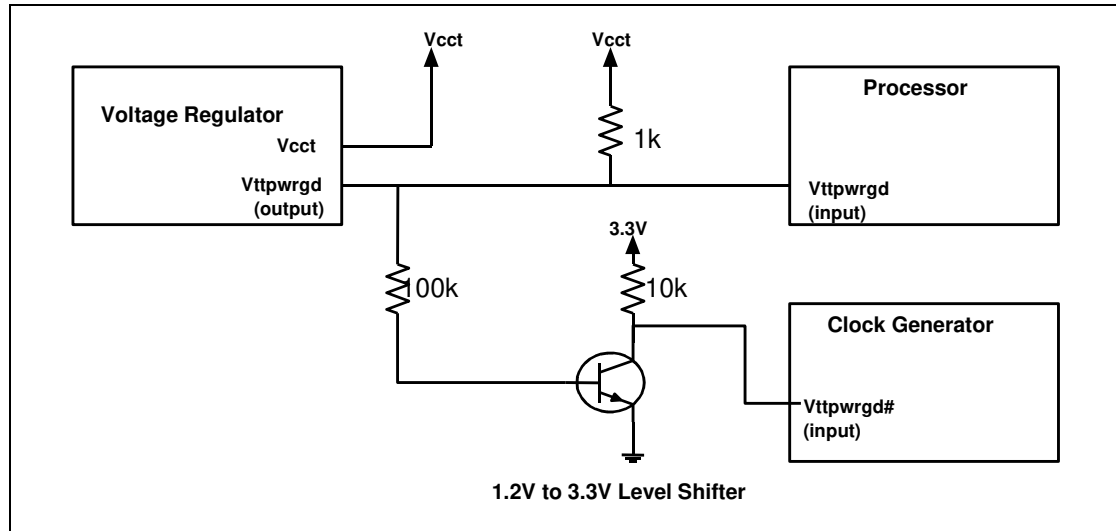 Vcct
Vcct
Voltage Regulator
Vcct
Vttpwrgd
(output)
1k
Processor
Vttpwrgd
(input)
100k
3.3V
10k
Clock Generator
Vttpwrgd#
(input)
1.2V to 3.3V Level Shifter